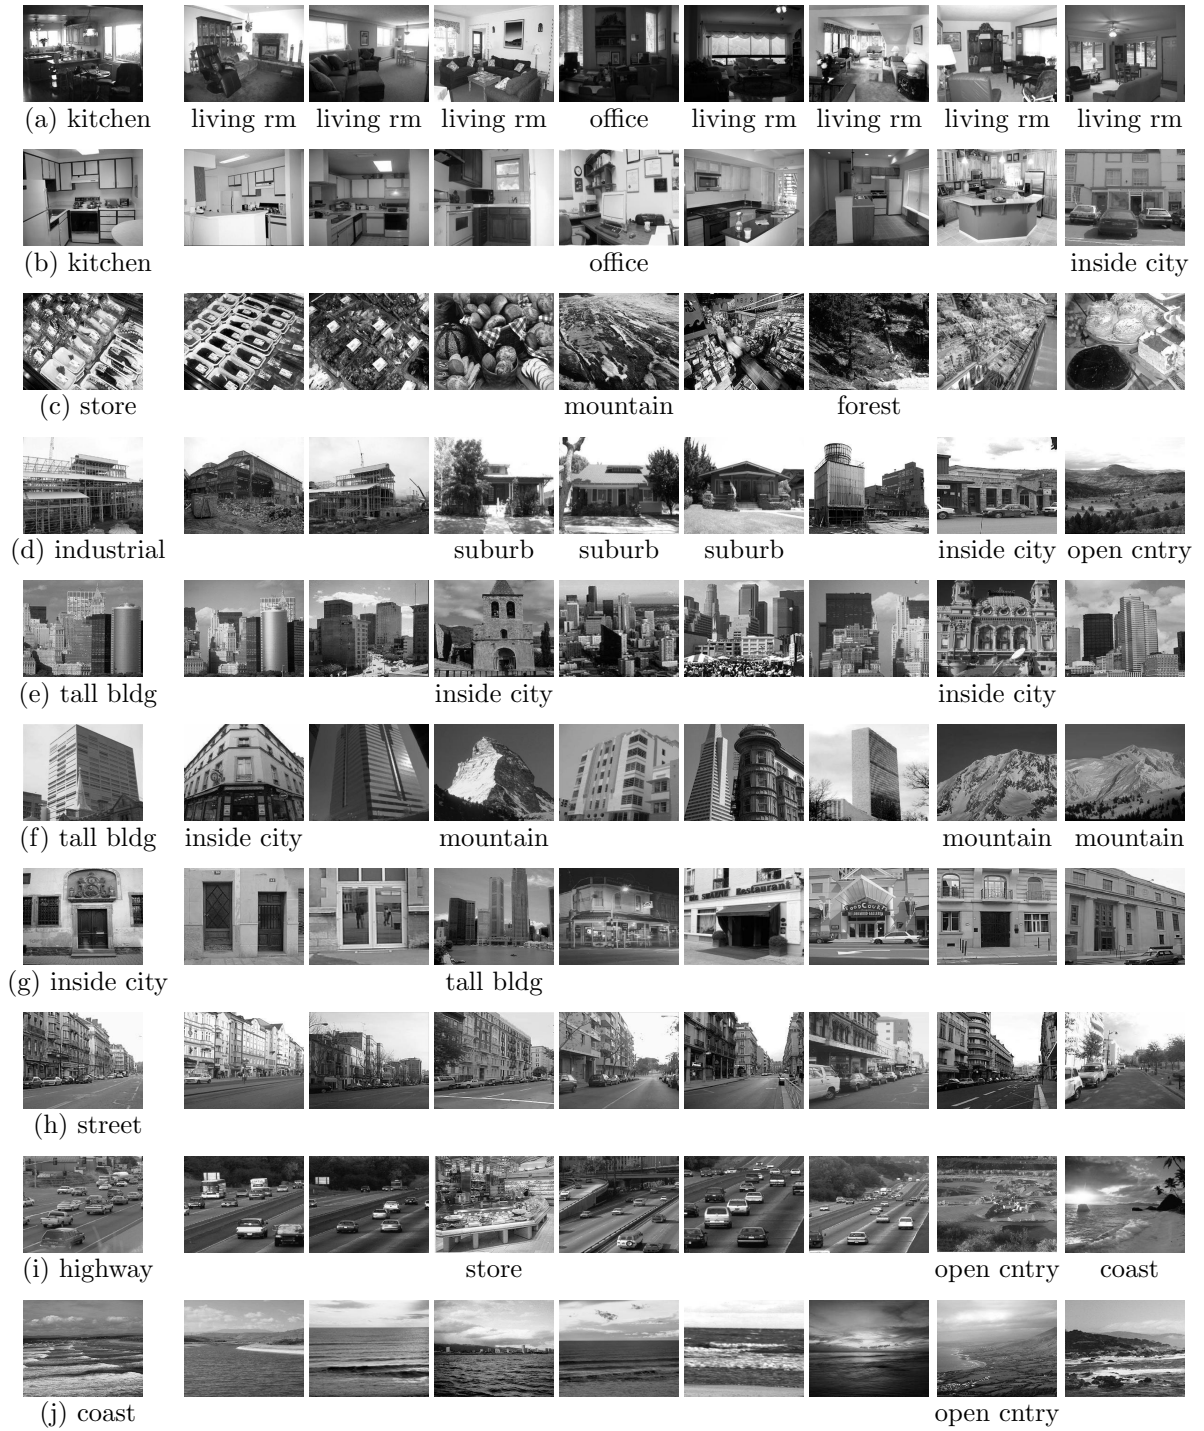 (a) kitchen living rm living rm living rm office living rm living rm living rm living rm
(b) kitchen office inside city
(c) store mountain forest
(d) industrial suburb suburb suburb inside city open cntry
(e) tall bldg inside city inside city
(f) tall bldg inside city mountain mountain mountain
Restaurant
(g) inside city tall bldg
(h) street
(i) highway store open cntry coast
(j) coast open cntry